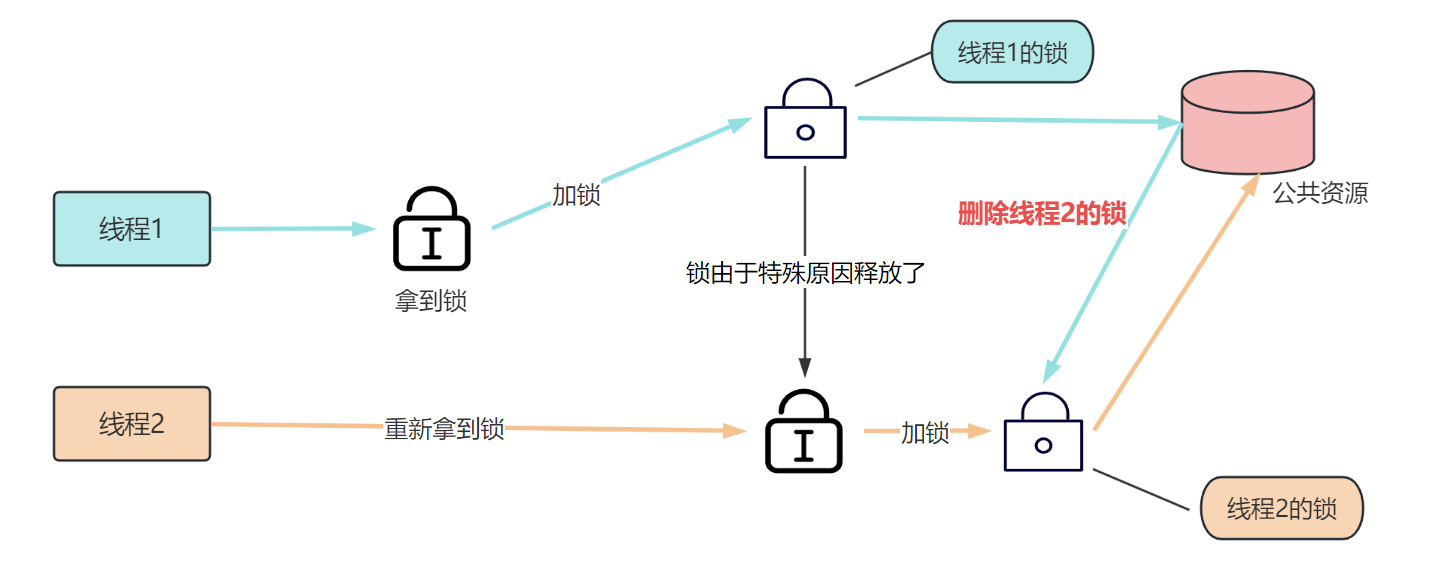 线程1的锁
加锁
线程1
拿到锁
公共资源
删除线程2的锁
锁由于特殊原因释放了
线程2
重新拿到锁
加锁
线程2的锁